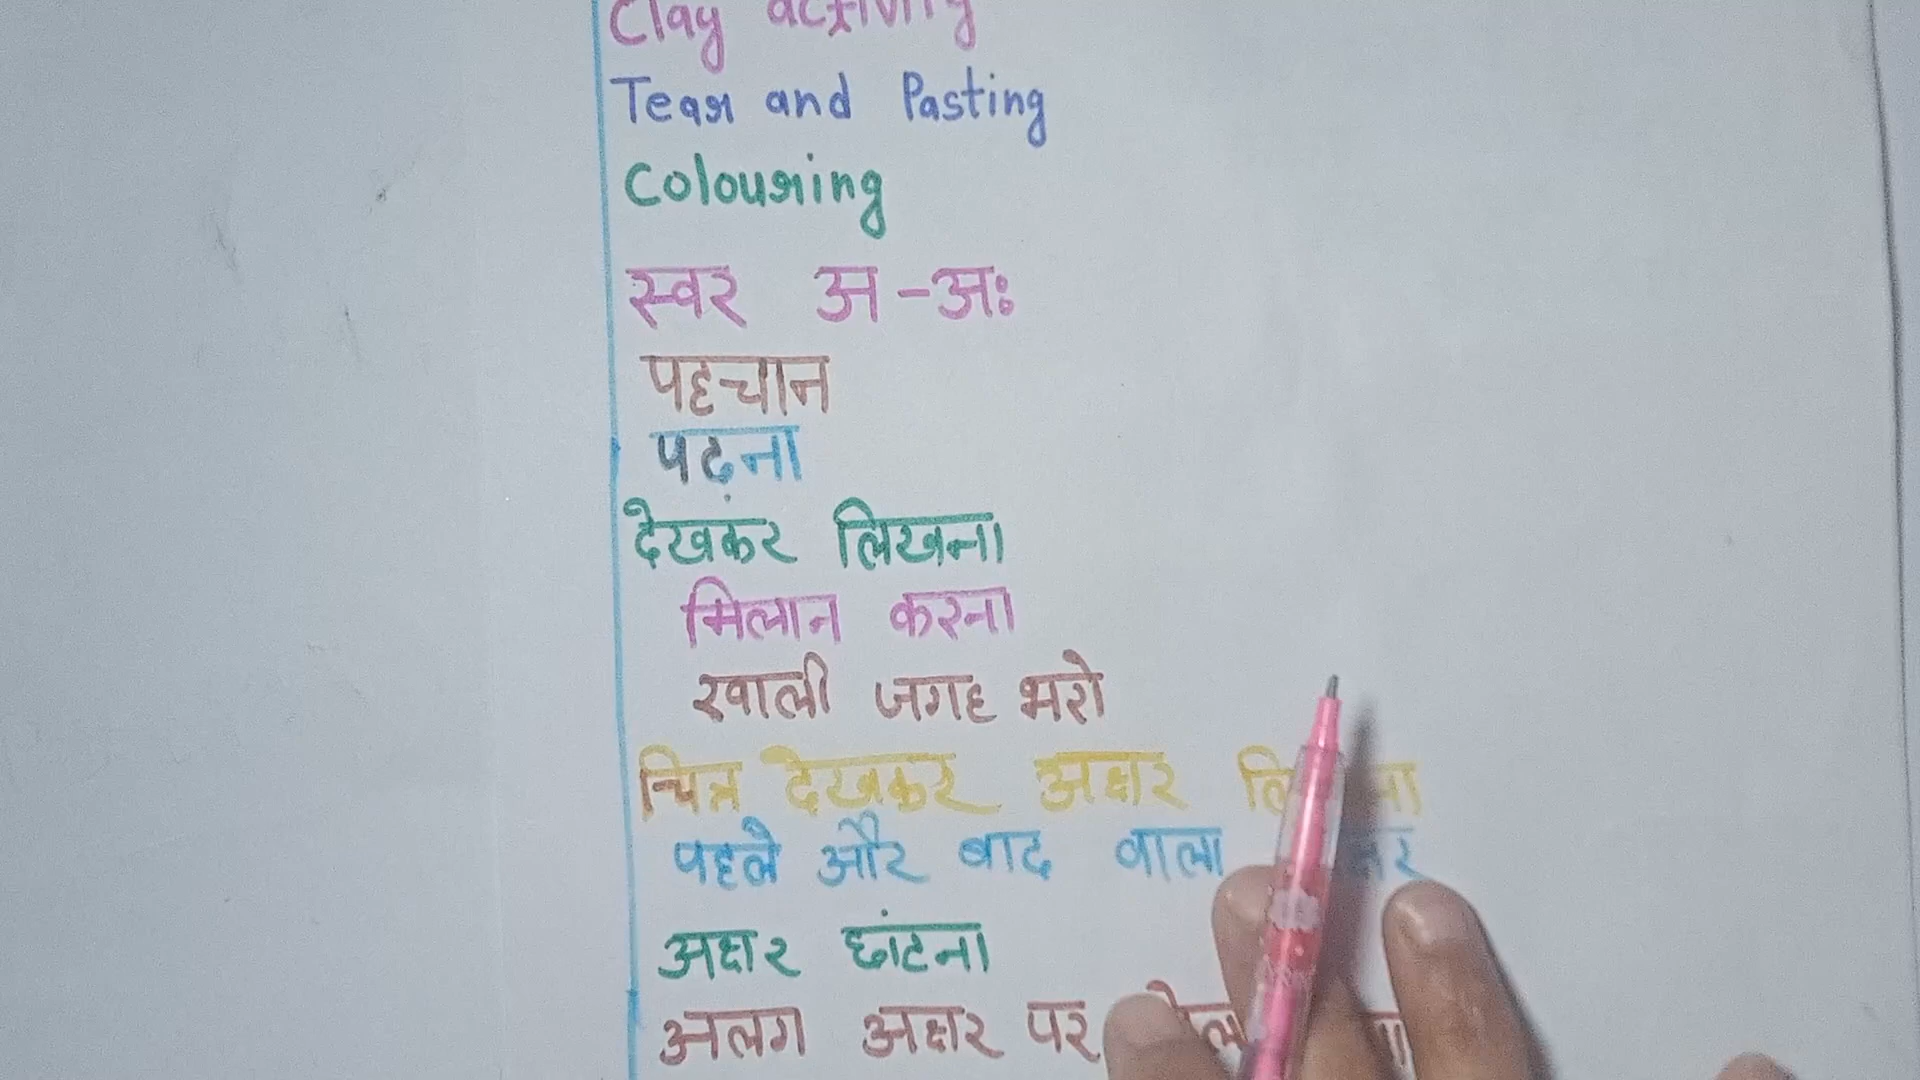 Clay activity
Tear and Pasting
Colouring
स्वर अ-अः
पहचान
पढ़ना
देखकर लिखना
मिलान करना
खाली जगह भरो
चित्र देखकर अक्षर
पहले और बाद वाला
अक्षर छांटना
अलग अक्षर पर